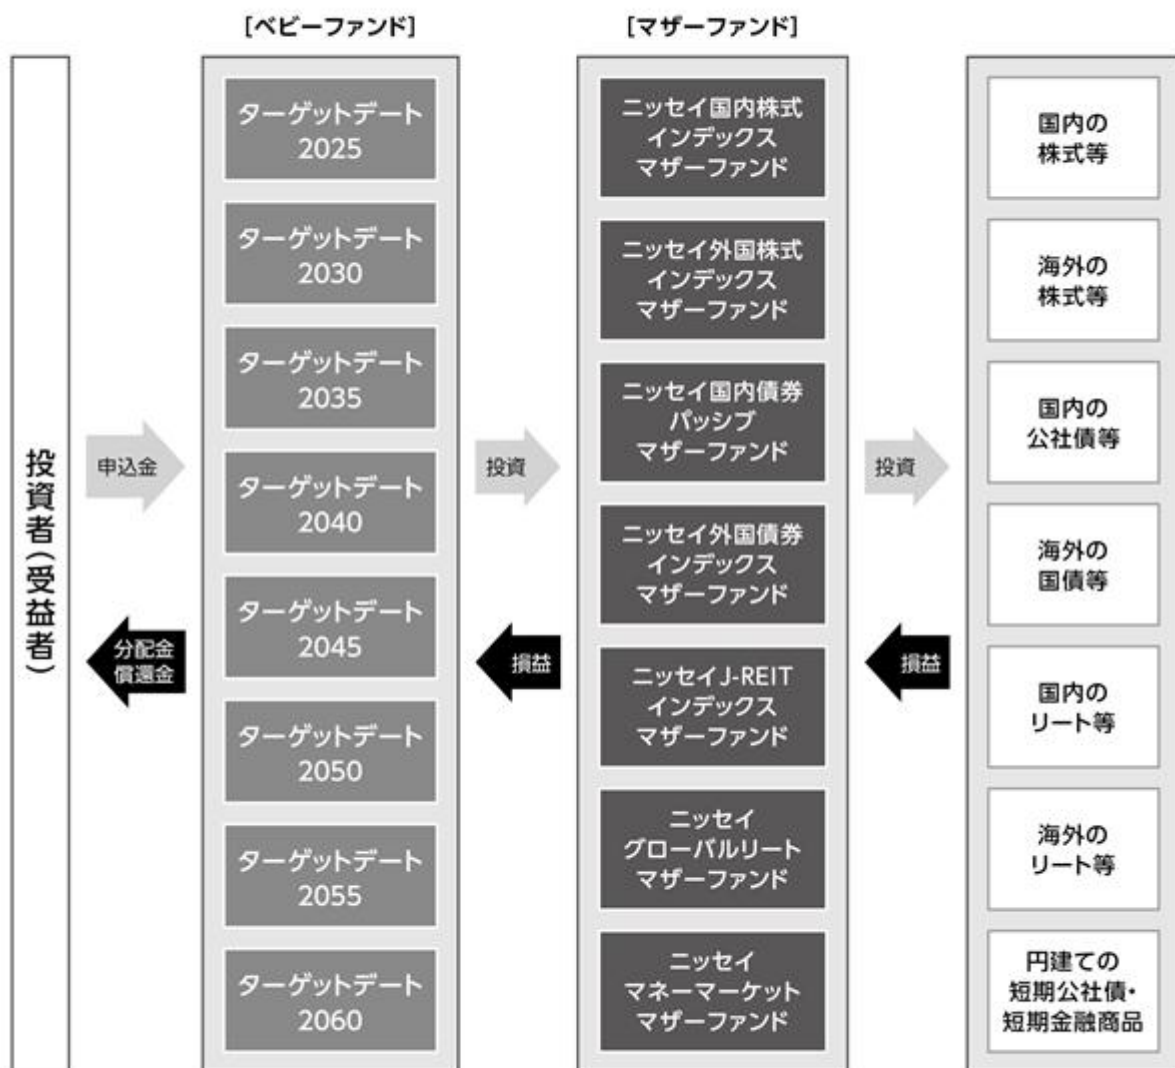 [ベビーファンド]
[マザーファンド]
投資者(受益者)
申込金
分配金
償還金
ターゲットデート
2025
ターゲットデート
2030
ターゲットデート
2035
ターゲットデート
2040
ターゲットデート
2045
ターゲットデート
2050
ターゲットデート
2055
ターゲットデート
2060
投資
損益
ニッセイ国内株式
インデックス
マザーファンド
ニッセイ外国株式
インデックス
マザーファンド
ニッセイ国内債券
パッシブ
マザーファンド
ニッセイ外国債券
インデックス
マザーファンド
ニッセイJ-REIT
インデックス
マザーファンド
ニッセイ
グローバルリート
マザーファンド
ニッセイ
マネーマーケット
マザーファンド
投資
損益
国内の
株式等
海外の
株式等
国内の
公社債等
海外の
国債等
国内の
リート等
海外の
リート等
円建ての
短期公社債・
短期金融商品